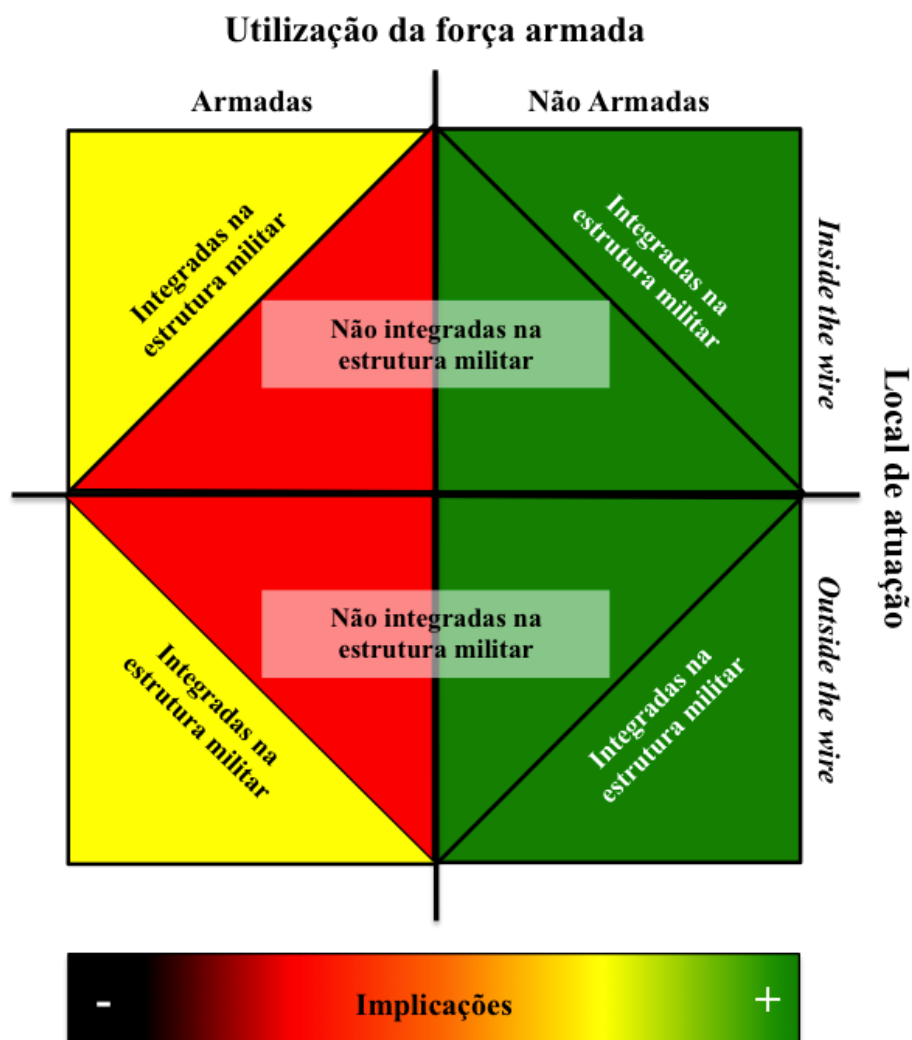 Utilização da força armada
Armadas
Não Armadas
Integradas na
estrutura militar
Integradas na
estrutura militar
Inside the wire
Não integradas na
estrutura militar
Local de atuação
Não integradas na
estrutura militar
Integradas na
estrutura militar
Integradas na
estrutura militar
Outside the wire
-
Implicações
+